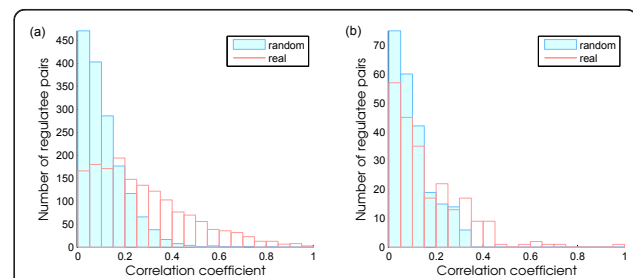 (a)
random
real
Number of regulatee pairs
450
400
350
300
250
200
150
100
50
0
0 0.2 0.4 0.6 0.8 1
Correlation coefficient
(b)
random
real
Number of regulatee pairs
70
60
50
40
30
20
10
0
0 0.2 0.4 0.6 0.8 1
Correlation coefficient